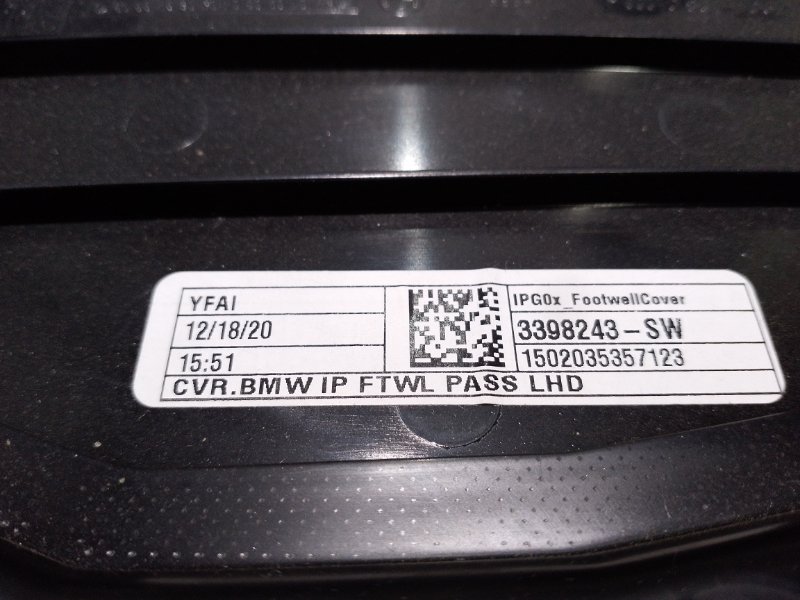 YFAI
IPG0x_FootwellCover
12/18/20
3398243-SW
15:51
1502035357123
CVR.BMW IP FTWL PASS LHD